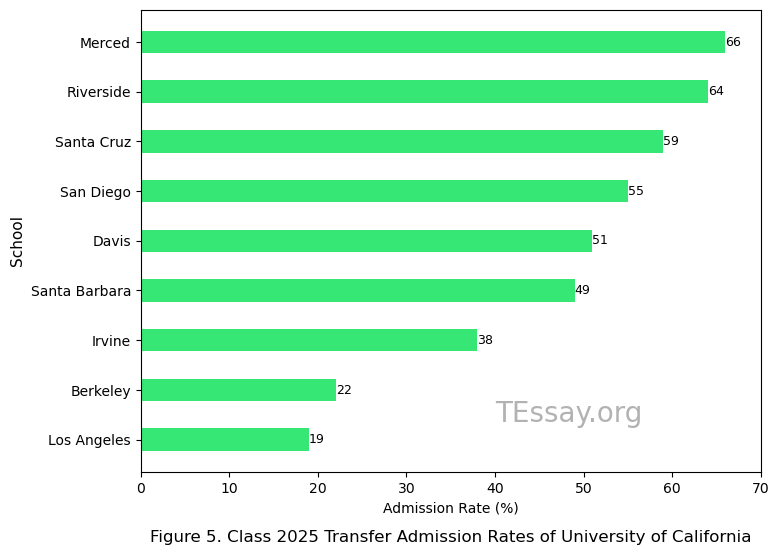 Merced
66
Riverside
64
Santa Cruz
59
San Diego
55
Davis
51
Santa Barbara
49
Irvine
38
Berkeley
22
Los Angeles
19
School
TEssay.org
0 10 20 30 40 50 60 70
Admission Rate (%)
Figure 5. Class 2025 Transfer Admission Rates of University of California